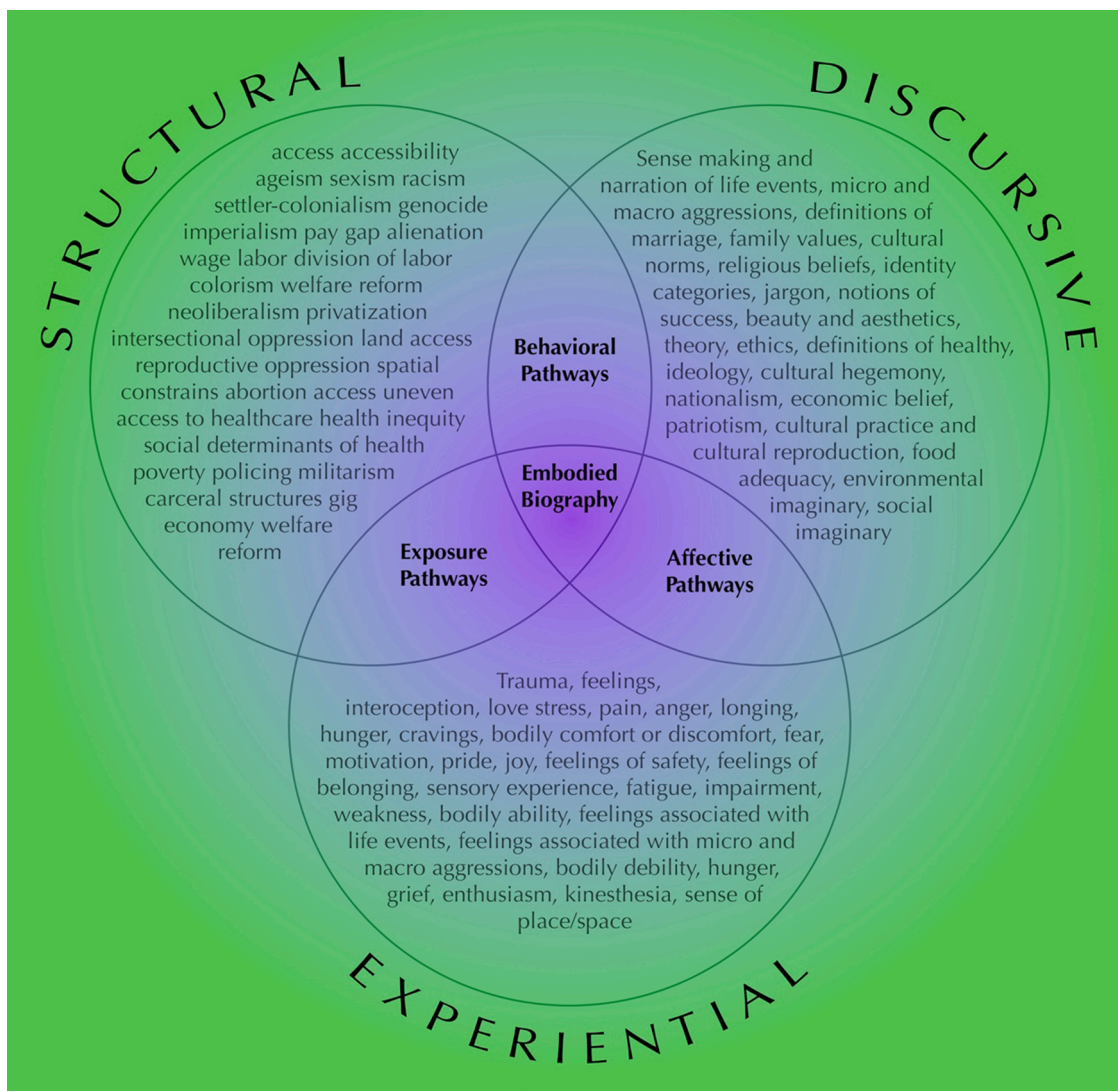 STRUCTURAL
access accessibility
ageism sexism racism
settler-colonialism genocide
imperialism pay gap alienation
wage labor division of labor
colorism welfare reform
neoliberalism privatization
intersectional oppression land access
reproductive oppression spatial
constrains abortion access uneven
access to healthcare health inequity
social determinants of health
poverty policing militarism
carceral structures gig
economy welfare
reform
DISCURSIVE
Sense making and
narration of life events, micro and
macro aggressions, definitions of
marriage, family values, cultural
norms, religious beliefs, identity
categories, jargon, notions of
success, beauty and aesthetics,
theory, ethics, definitions of healthy,
ideology, cultural hegemony,
nationalism, economic belief,
patriotism, cultural practice and
cultural reproduction, food
adequacy, environmental
imaginary, social
imaginary
Behavioral
Pathways
Embodied
Biography
Exposure
Pathways
Affective
Pathways
Trauma, feelings,
interoception, love stress, pain, anger, longing,
hunger, cravings, bodily comfort or discomfort, fear,
motivation, pride, joy, feelings of safety, feelings of
belonging, sensory experience, fatigue, impairment,
weakness, bodily ability, feelings associated with
life events, feelings associated with micro and
macro aggressions, bodily debility, hunger,
grief, enthusiasm, kinesthesia, sense of
place/space
EXPERIENTIAL